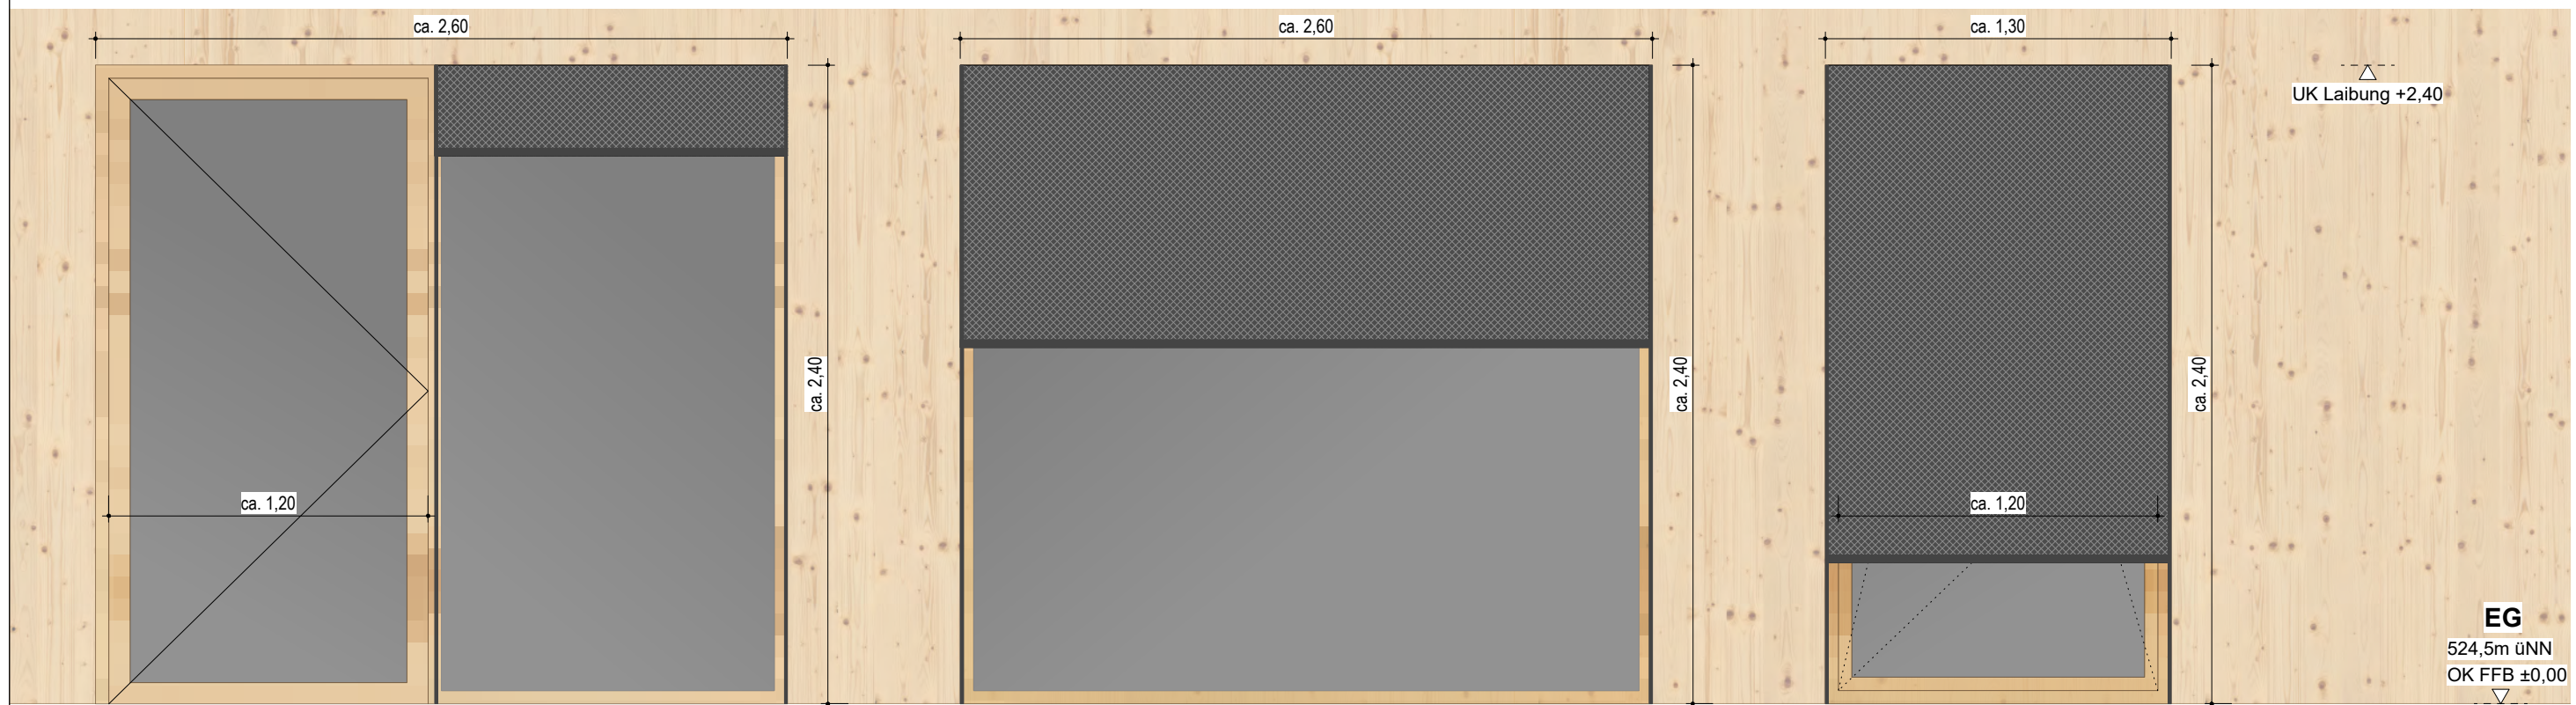 ca. 2,60
ca. 2,60
ca. 1,30
UK Laibung +2,40
ca. 2,40
ca. 2,40
ca. 2,40
ca. 1,20
ca. 1,20
EG
524,5m üNN
OK FFB ±0,00